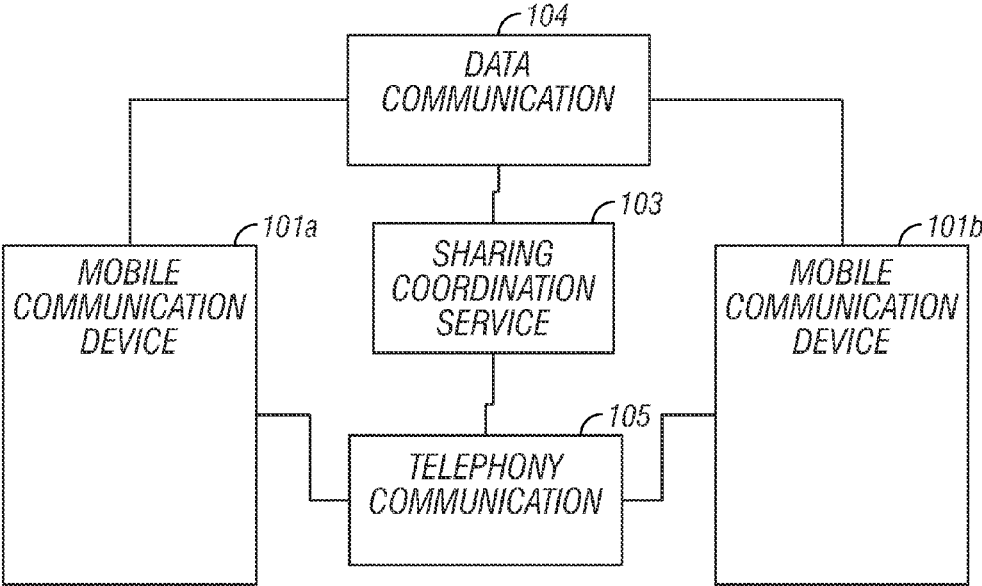 104
DATA
COMMUNICATION
103
SHARING
COORDINATION
SERVICE
101a
MOBILE
COMMUNICATION
DEVICE
101b
MOBILE
COMMUNICATION
DEVICE
105
TELEPHONY
COMMUNICATION